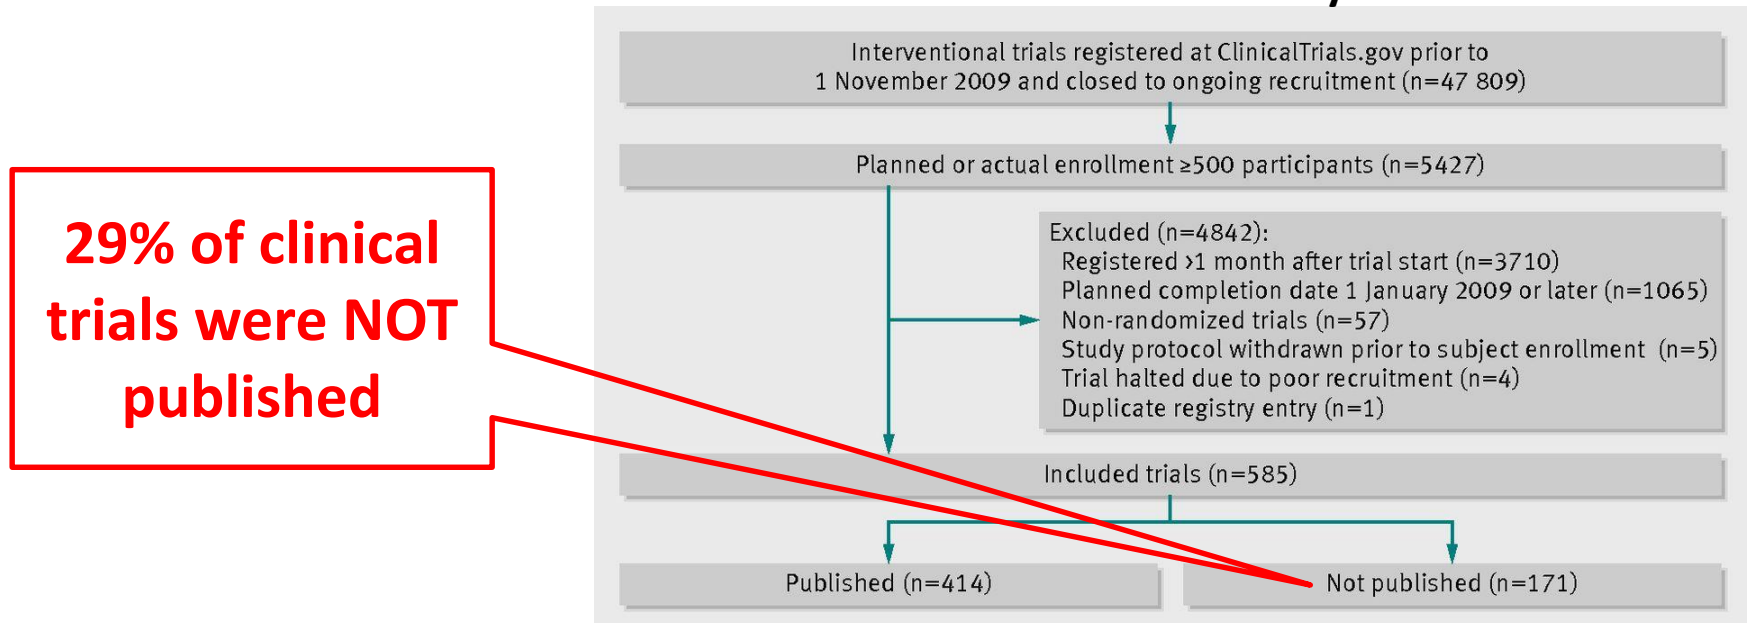 Interventional trials registered at ClinicalTrials.gov prior to
1 November 2009 and closed to ongoing recruitment (n=47 809)
Planned or actual enrollment ≥500 participants (n=5427)
29% of clinical
trials were NOT
published
Excluded (n=4842):
Registered >1 month after trial start (n=3710)
Planned completion date 1 January 2009 or later (n=1065)
Non-randomized trials (n=57)
Study protocol withdrawn prior to subject enrollment (n=5)
Trial halted due to poor recruitment (n=4)
Duplicate registry entry (n=1)
Included trials (n=585)
Published (n=414)
Not published (n=171)